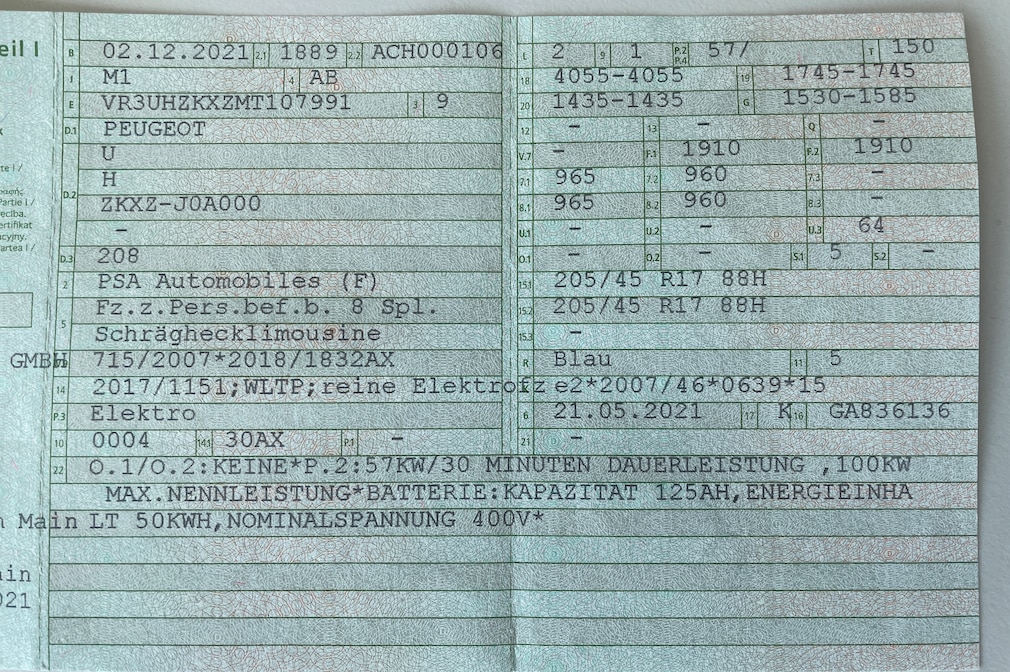 eil I
B 02.12.2021 2.1 1889 2.2 ACH000106 L 2 9 1 P.2 P.4 57/ T 150
J M1 4 AB 18 4055-4055 19 1745-1745
E VR3UHZKXZMT107991 3 9 20 1435-1435 G 1530-1585
D.1 PEUGEOT 12 - 13 - Q -
U V.7 - F.1 1910 F.2 1910
D.2 H 7.1 965 7.2 960 7.3 -
ZKXZ-J0A000 8.1 965 8.2 960 8.3 -
- U.1 - U.2 - U.3 64
D.3 208 O.1 - O.2 - S.1 5 S.2 -
2 PSA Automobiles (F) 15.1 205/45 R17 88H
5 Fz.z.Pers.bef.b. 8 Spl. 15.2 205/45 R17 88H
Schräghecklimousine 15.3 -
GMBH 715/2007*2018/1832AX R Blau 11 5
14 2017/1151;WLTP;reine Elektrofz e2*2007/46*0639*15
P.3 Elektro 6 21.05.2021 17 K 16 GA836136
10 0004 14.1 30AX P.1 - 21 -
22 O.1/O.2:KEINE*P.2:57KW/30 MINUTEN DAUERLEISTUNG ,100KW
MAX.NENNLEISTUNG*BATTERIE:KAPAZITAT 125AH,ENERGIEINHA
Main LT 50KWH,NOMINALSPANNUNG 400V*